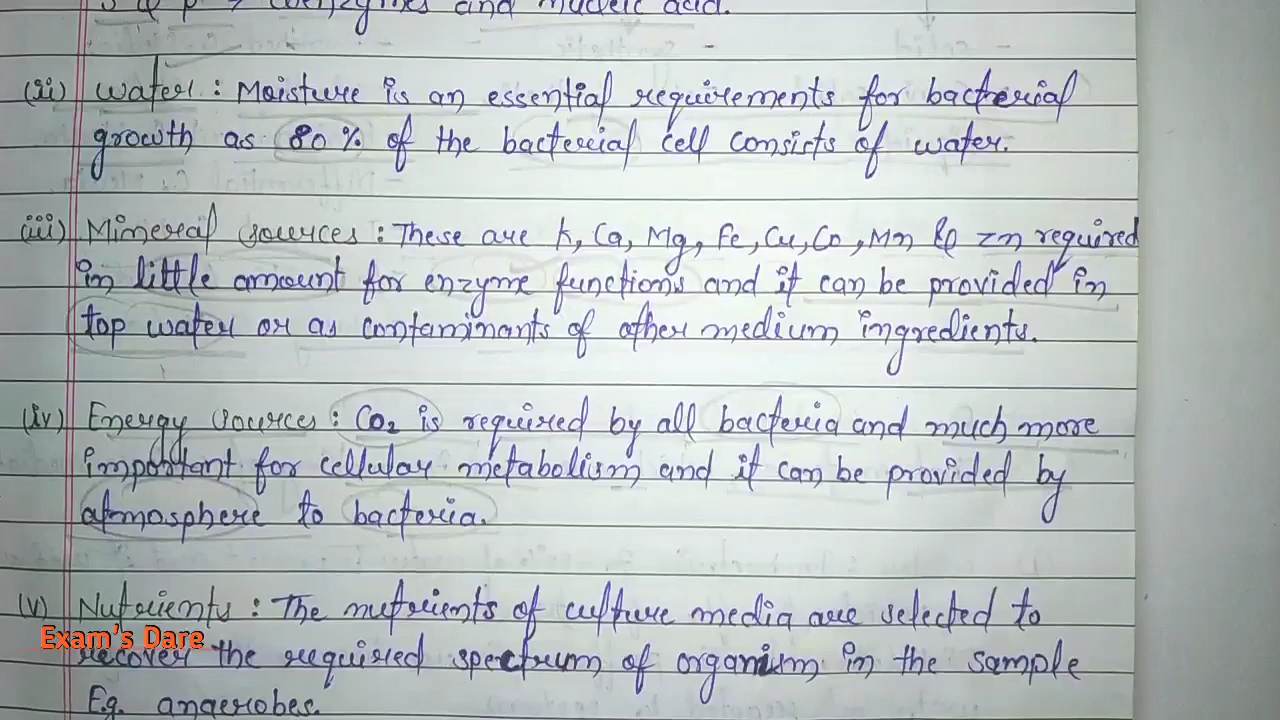 S & P → Coenzymes and nucleic acid.
(ii) Water : Moisture is an essential requirements for bacterial
growth as 80% of the bacterial cell consists of water.
(iii) Mineral sources : These are K, Ca, Mg, Fe, Cu, Co, Mn & Zn required
in little amount for enzyme functions and it can be provided in
top water or as contaminants of other medium ingredients.
(iv) Energy sources : CO₂ is required by all bacteria and much more
important for cellular metabolism and it can be provided by
atmosphere to bacteria.
(v) Nutrients : The nutrients of culture media are selected to
Exam's Dare
recover the required spectrum of organism in the sample
E.g. anaerobes.